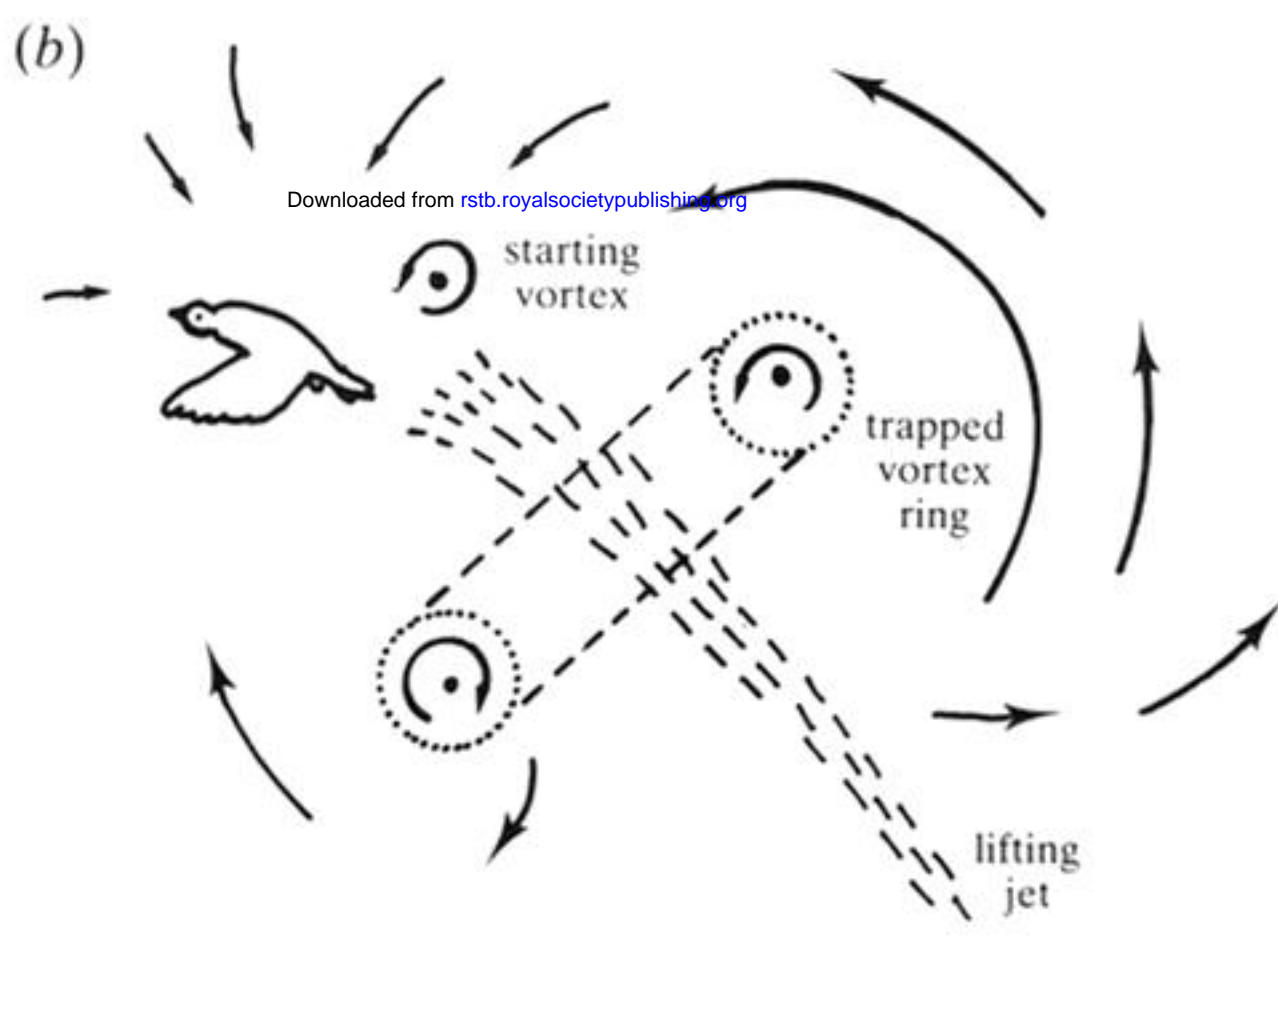 (b)
Downloaded from rstb.royalsocietypublishing.org
starting
vortex
trapped
vortex
ring
lifting
jet